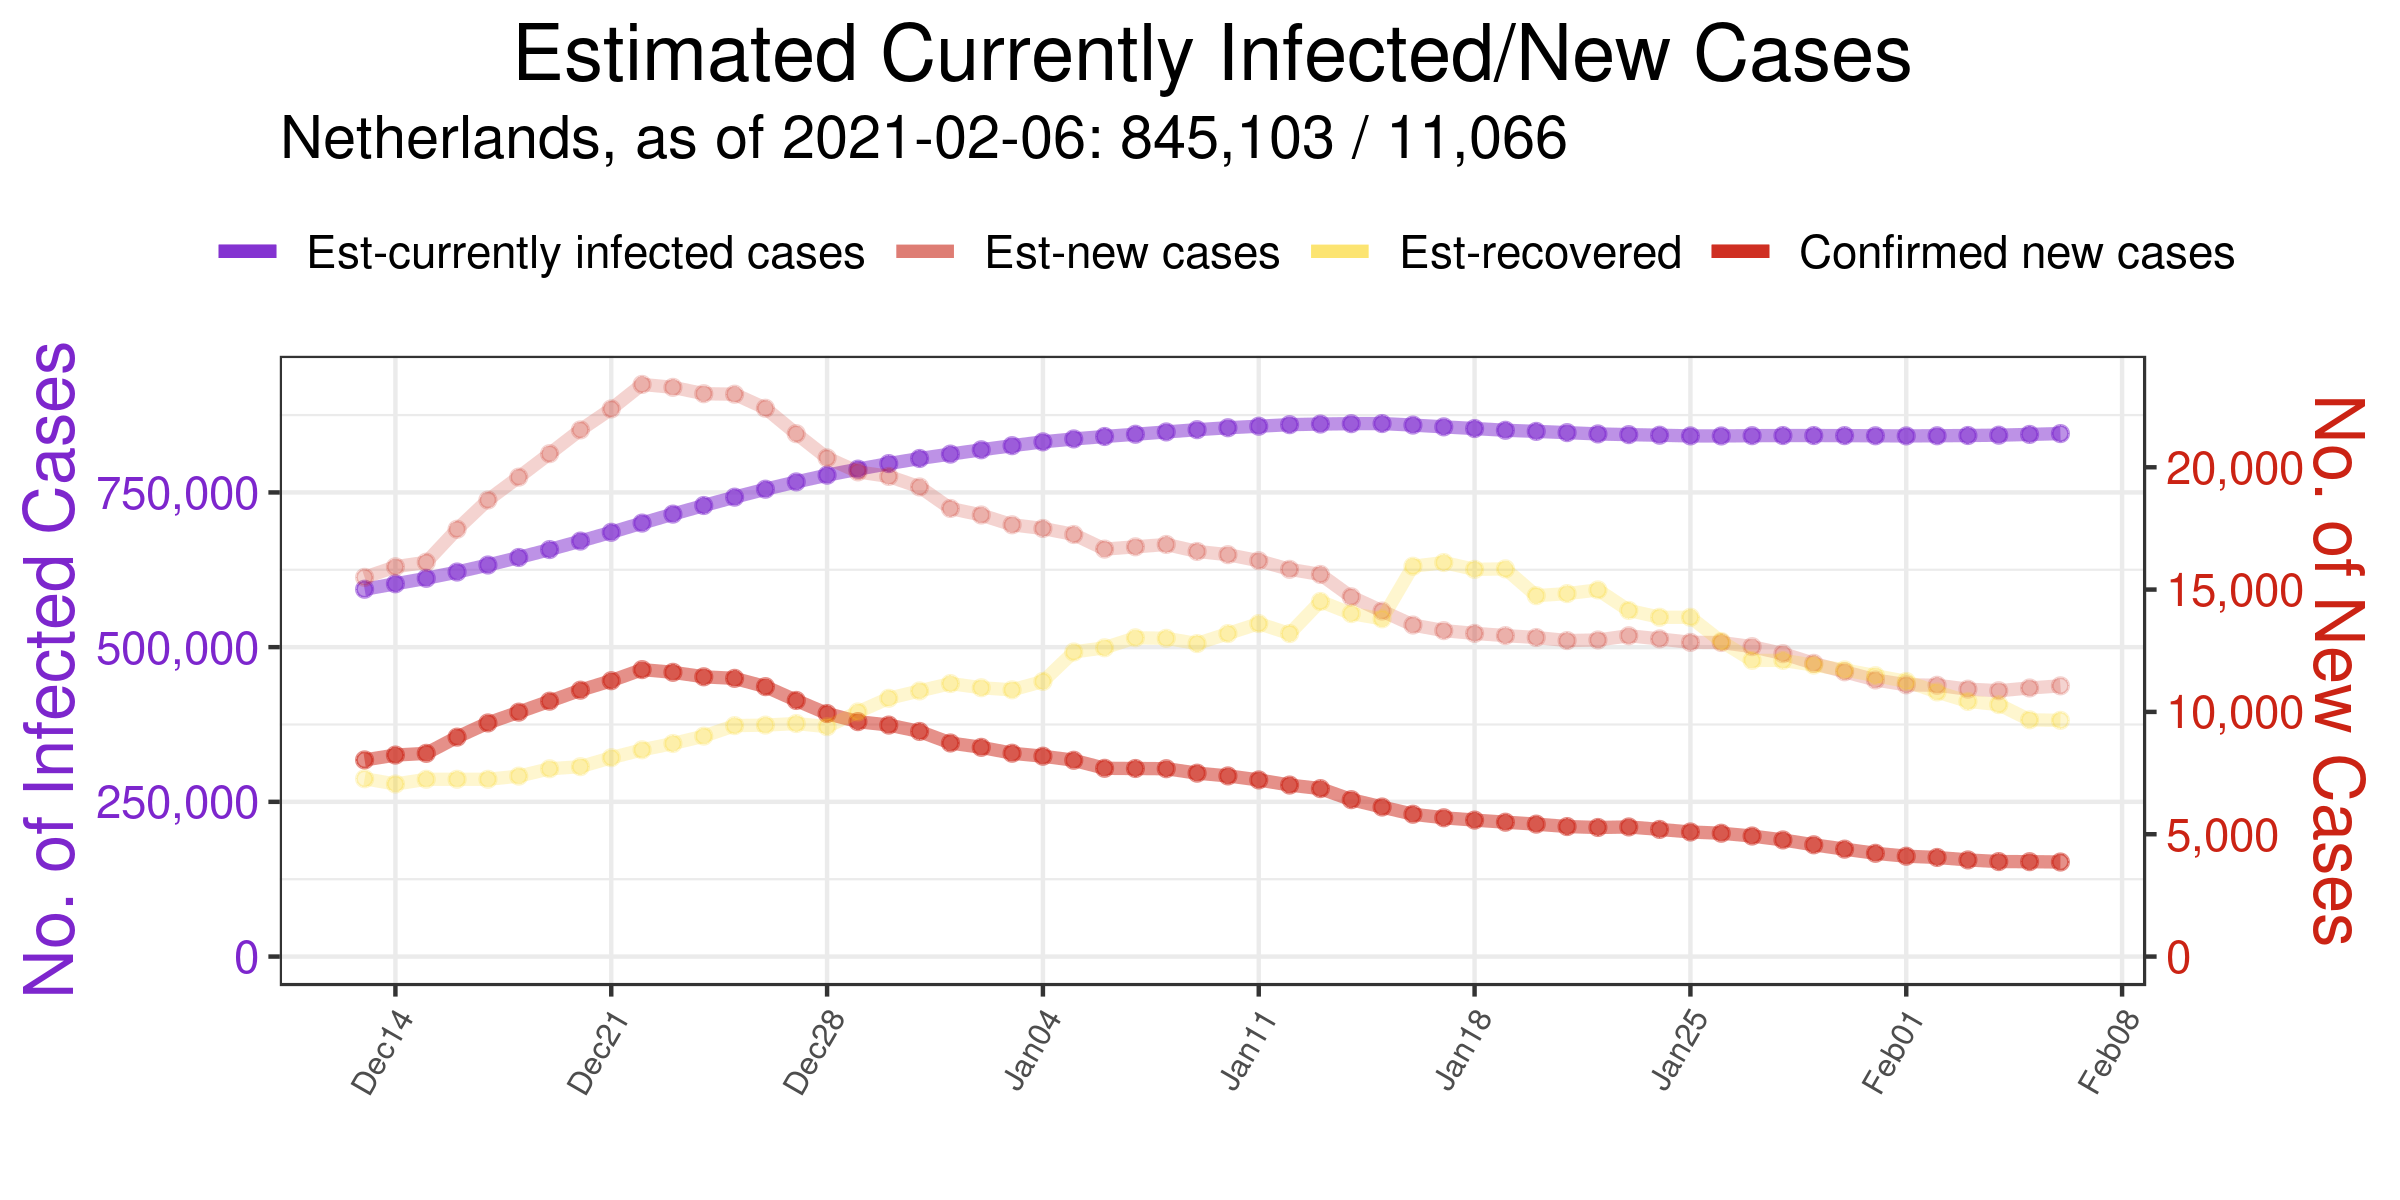 Estimated Currently Infected/New Cases
Netherlands, as of 2021-02-06: 845,103 / 11,066
Est-currently infected cases Est-new cases Est-recovered Confirmed new cases
No. of Infected Cases
750,000
500,000
250,000
0
20,000
15,000
10,000
5,000
0
No. of New Cases
Dec14 Dec21 Dec28 Jan04 Jan11 Jan18 Jan25 Feb01 Feb08